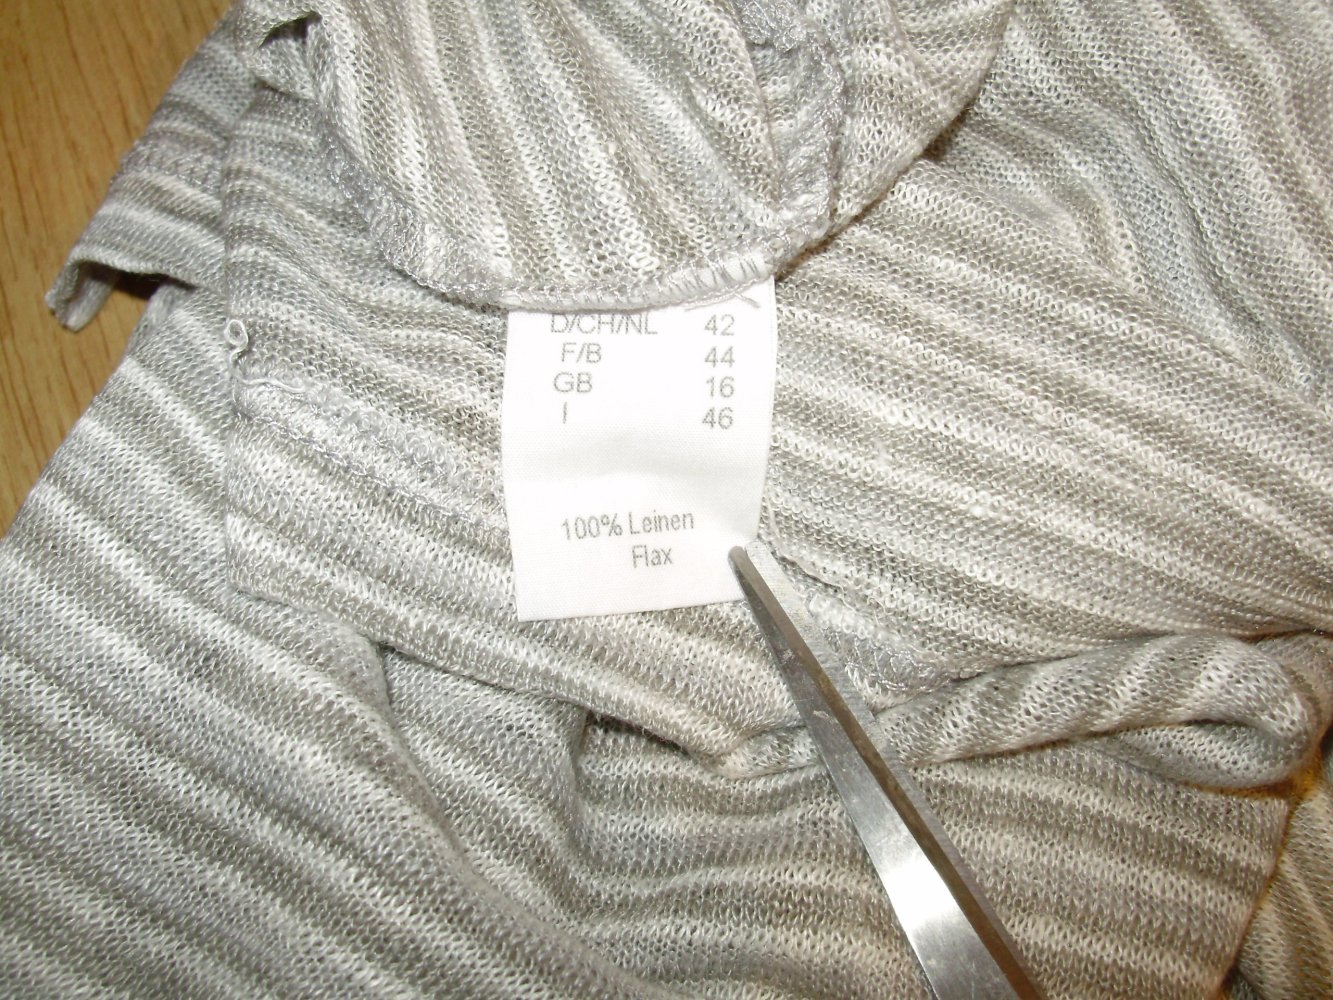 D/CH/NL 42
F/B 44
GB 16
I 46
100% Leinen
Flax